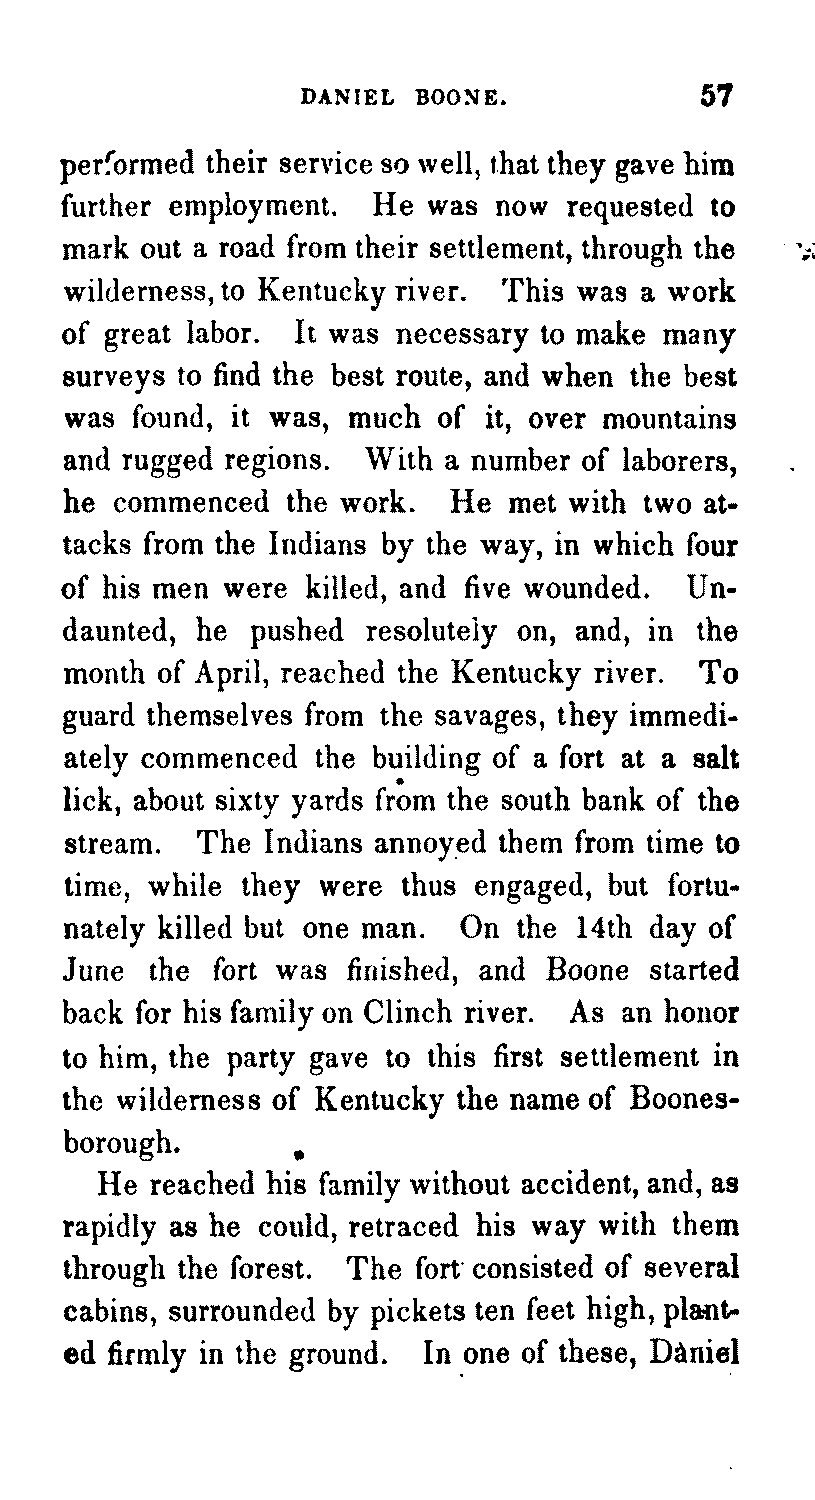 DANIEL BOONE. 57
performed their service so well, that they gave him
further employment. He was now requested to
mark out a road from their settlement, through the
wilderness, to Kentucky river. This was a work
of great labor. It was necessary to make many
surveys to find the best route, and when the best
was found, it was, much of it, over mountains
and rugged regions. With a number of laborers,
he commenced the work. He met with two at-
tacks from the Indians by the way, in which four
of his men were killed, and five wounded. Un-
daunted, he pushed resolutely on, and, in the
month of April, reached the Kentucky river. To
guard themselves from the savages, they immedi-
ately commenced the building of a fort at a salt
lick, about sixty yards from the south bank of the
stream. The Indians annoyed them from time to
time, while they were thus engaged, but fortu-
nately killed but one man. On the 14th day of
June the fort was finished, and Boone started
back for his family on Clinch river. As an honor
to him, the party gave to this first settlement in
the wilderness of Kentucky the name of Boones-
borough.
He reached his family without accident, and, as
rapidly as he could, retraced his way with them
through the forest. The fort consisted of several
cabins, surrounded by pickets ten feet high, plant-
ed firmly in the ground. In one of these, Daniel